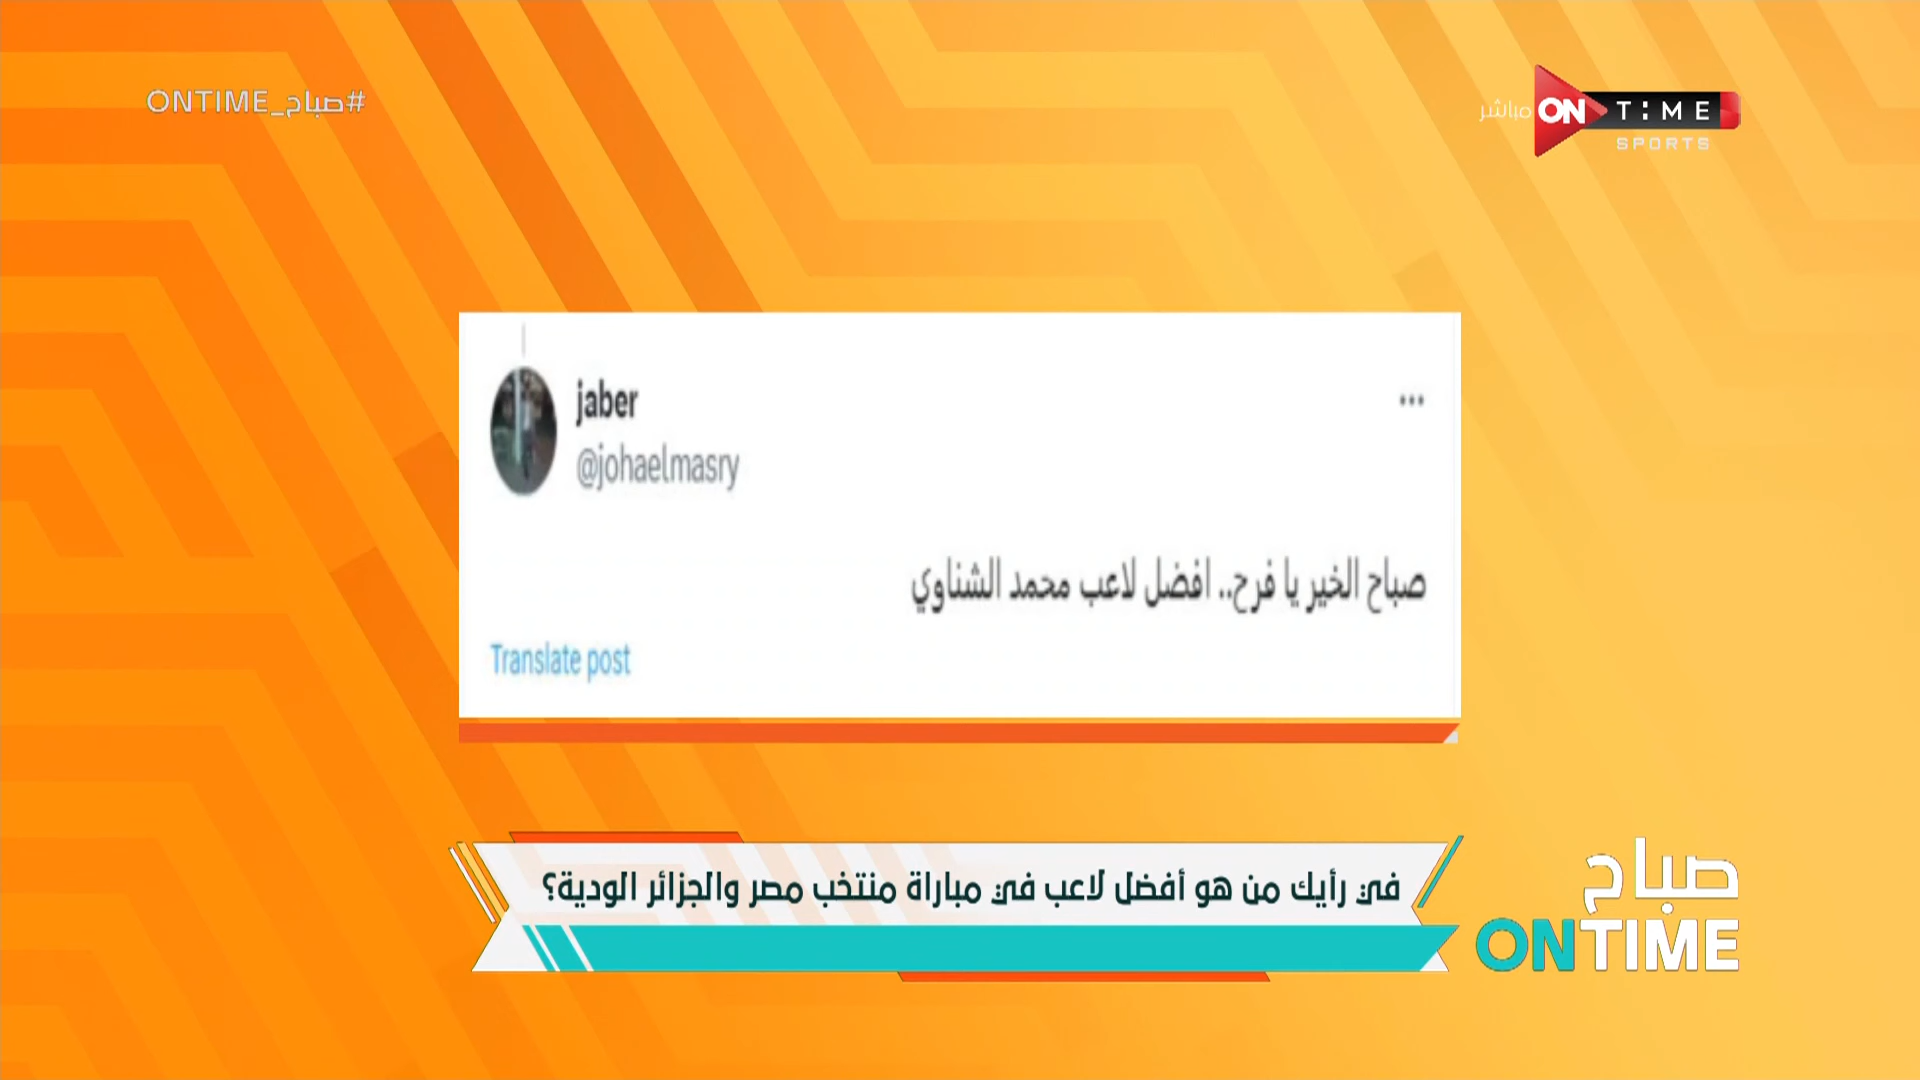 #صباح_ONTIME
مباشر ON TIME
SPORTS
jaber
@johaelmasry
صباح الخير يا فرح.. افضل لاعب محمد الشناوي
Translate post
في رأيك من هو أفضل لاعب في مباراة منتخب مصر والجزائر الودية؟
صباح
ONTIME